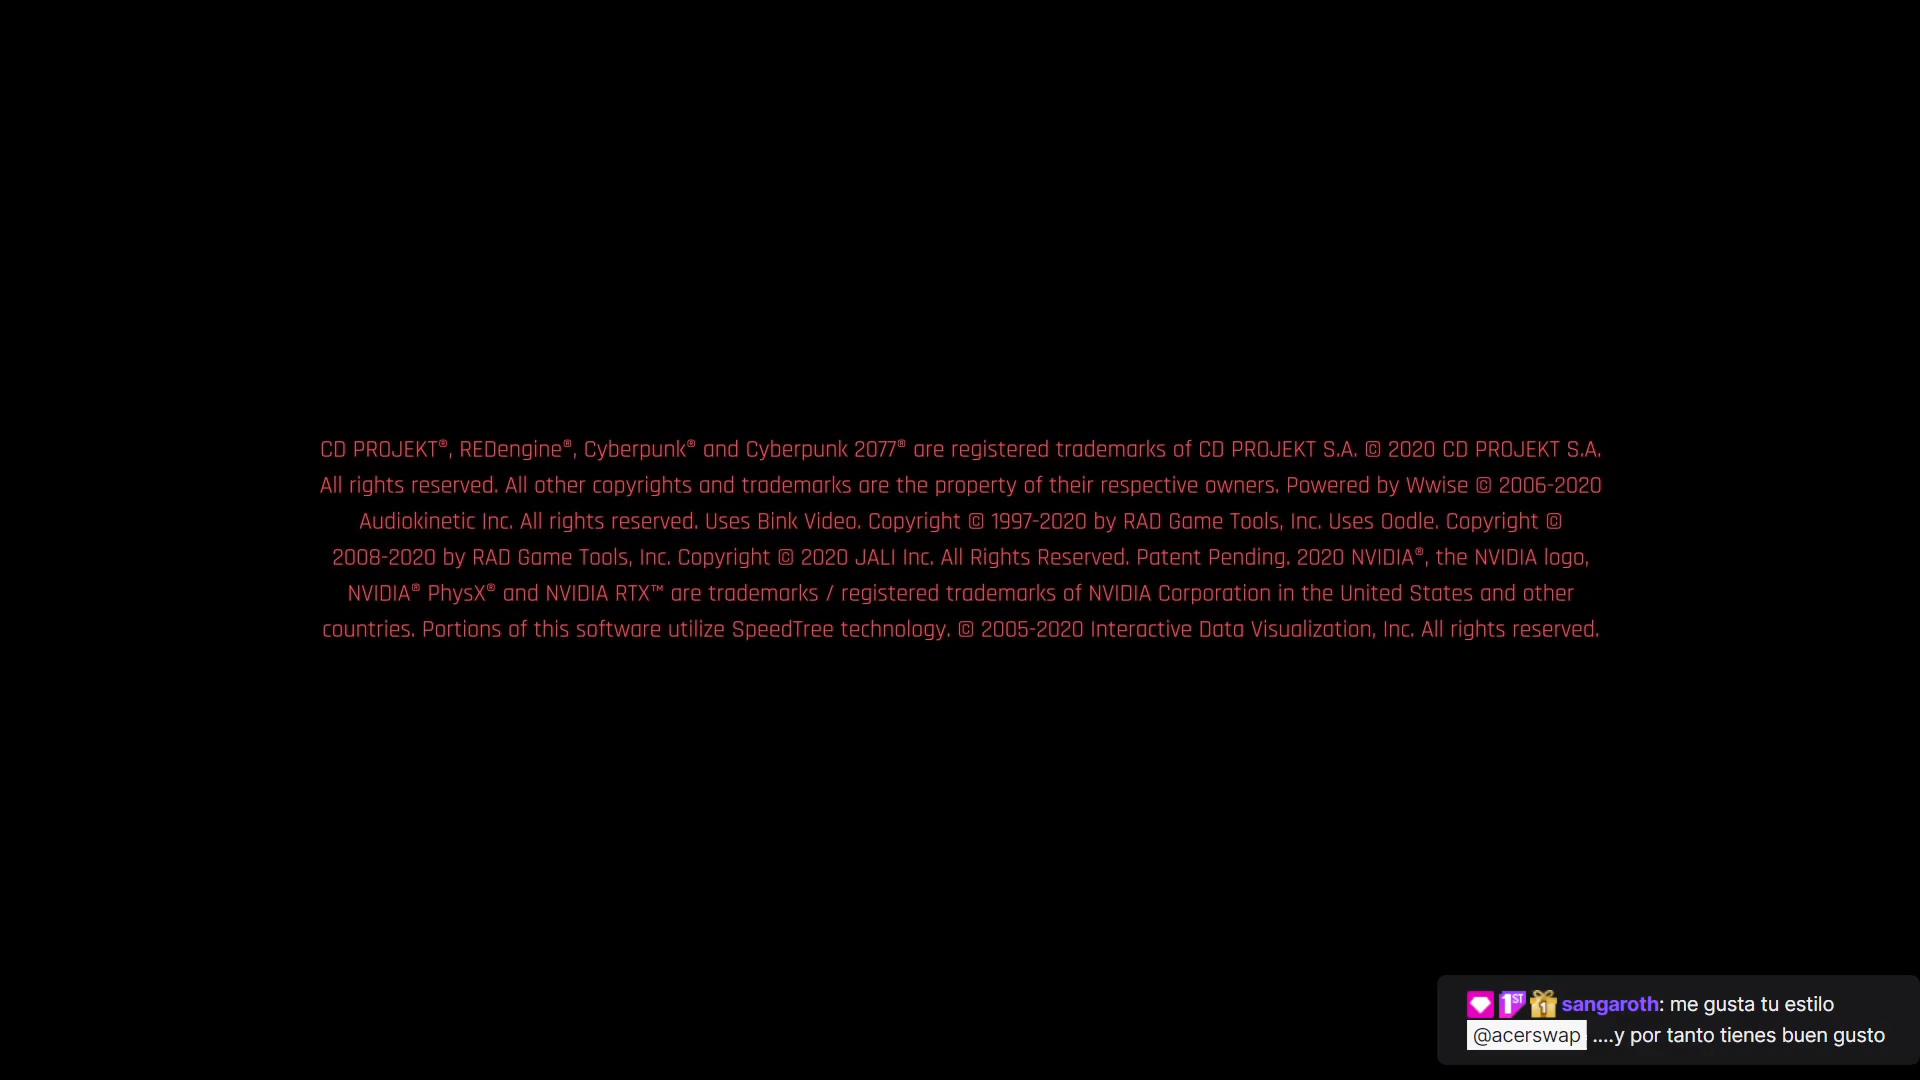 CD PROJEKT®, REDengine®, Cyberpunk® and Cyberpunk 2077® are registered trademarks of CD PROJEKT S.A. © 2020 CD PROJEKT S.A.
All rights reserved. All other copyrights and trademarks are the property of their respective owners. Powered by Wwise © 2006-2020
Audiokinetic Inc. All rights reserved. Uses Bink Video. Copyright © 1997-2020 by RAD Game Tools, Inc. Uses Oodle. Copyright ©
2008-2020 by RAD Game Tools, Inc. Copyright © 2020 JALI Inc. All Rights Reserved. Patent Pending. 2020 NVIDIA®, the NVIDIA logo,
NVIDIA® PhysX® and NVIDIA RTX™ are trademarks / registered trademarks of NVIDIA Corporation in the United States and other
countries. Portions of this software utilize SpeedTree technology. © 2005-2020 Interactive Data Visualization, Inc. All rights reserved.
1ST 1 sangaroth: me gusta tu estilo
@acerswap ....y por tanto tienes buen gusto